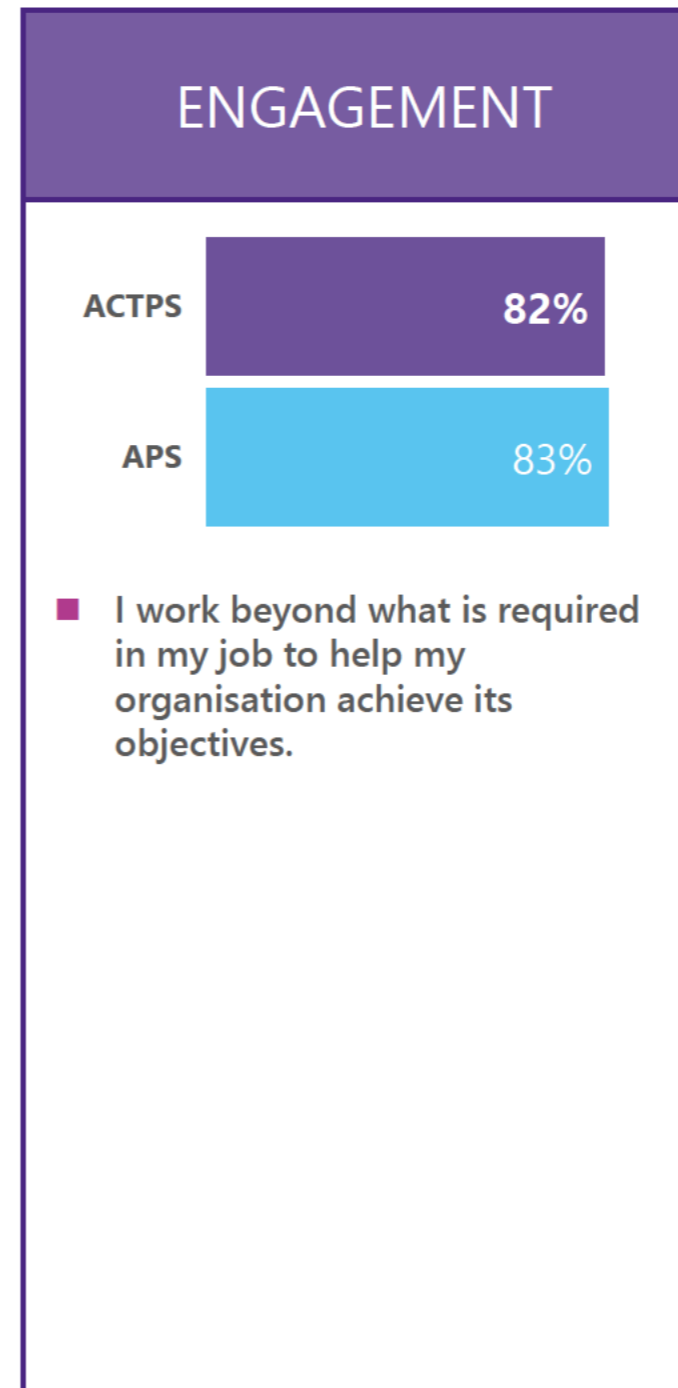 ENGAGEMENT
ACTPS 82%
APS 83%
I work beyond what is required
in my job to help my
organisation achieve its
objectives.